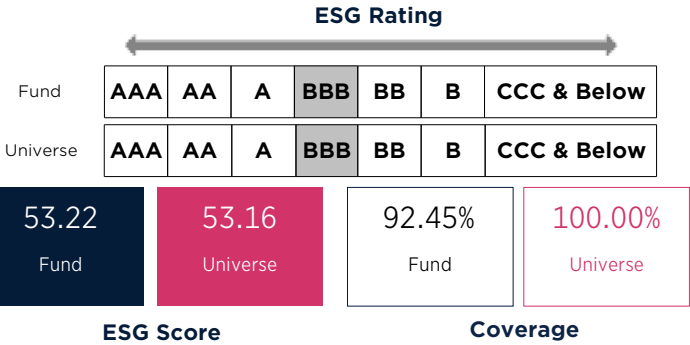 ESG Rating
Fund AAA AA A BBB BB B CCC & Below
Universe AAA AA A BBB BB B CCC & Below
53.22 53.16 92.45% 100.00%
Fund Universe Fund Universe
ESG Score Coverage